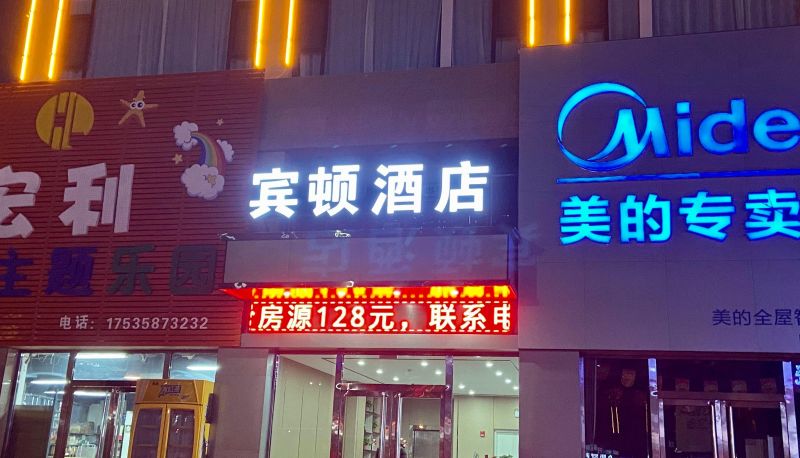 宏利
主题乐园
电话：17535873232
宾顿酒店
房源128元，联系电
Midea
美的专卖
美的全屋智